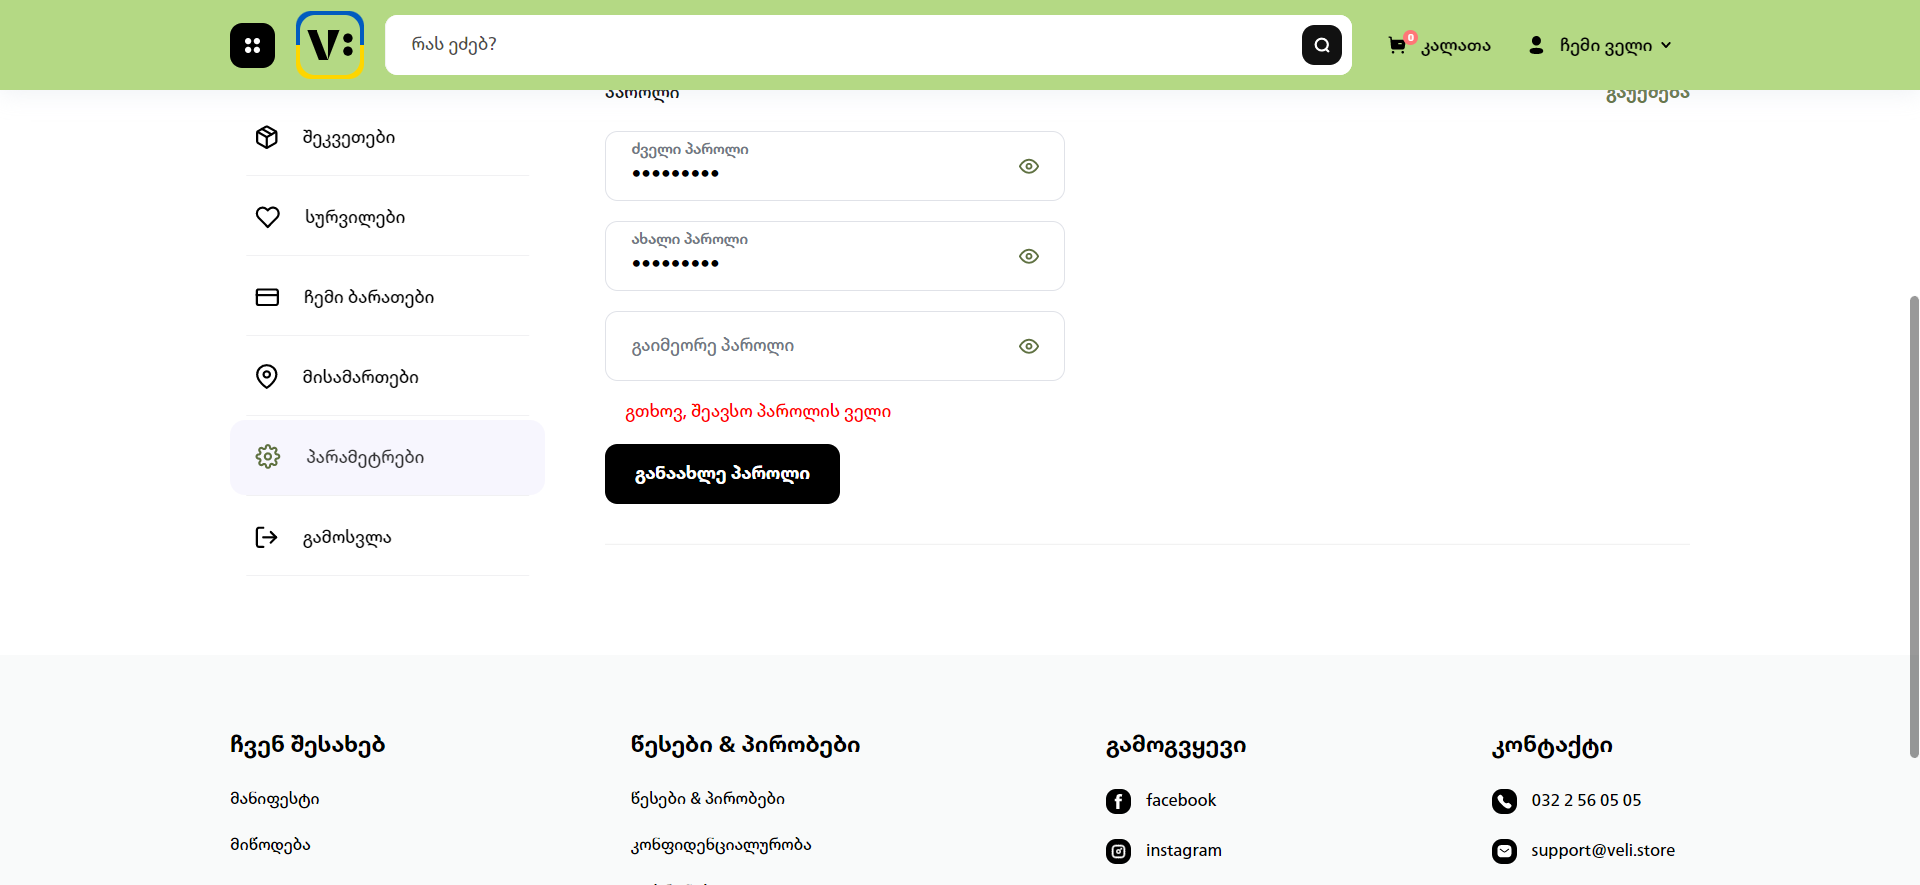 რას ეძებ?
0
კალათა
ჩემი ველი
პაროლი
გაუქმება
შეკვეთები
სურვილები
ჩემი ბარათები
მისამართები
პარამეტრები
გამოსვლა
ძველი პაროლი
•••••••••
ახალი პაროლი
•••••••••
გაიმეორე პაროლი
გთხოვ, შეავსო პაროლის ველი
განაახლე პაროლი
ჩვენ შესახებ
მანიფესტი
მიწოდება
წესები & პირობები
წესები & პირობები
კონფიდენციალურობა
გამოგვყევი
facebook
instagram
კონტაქტი
032 2 56 05 05
support@veli.store